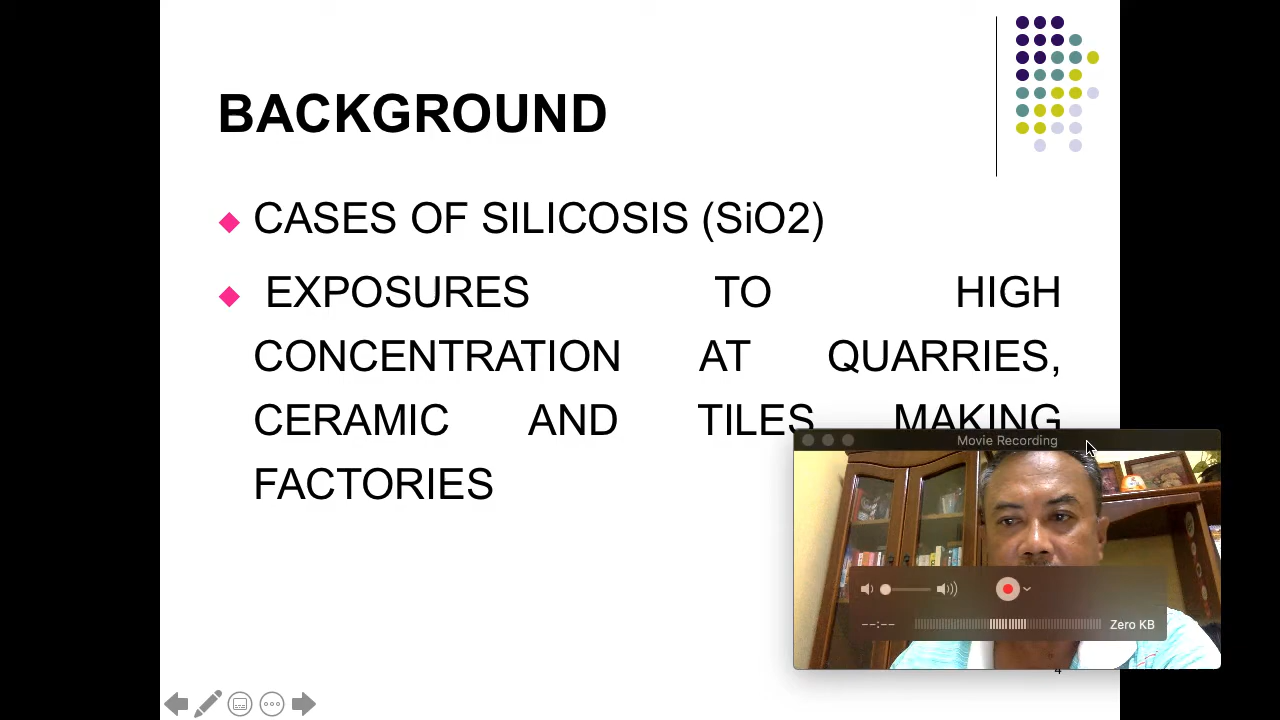 BACKGROUND
CASES OF SILICOSIS (SiO2)
EXPOSURES TO HIGH
CONCENTRATION AT QUARRIES,
CERAMIC AND TILES MAKING
FACTORIES
Movie Recording
--:--
Zero KB
4